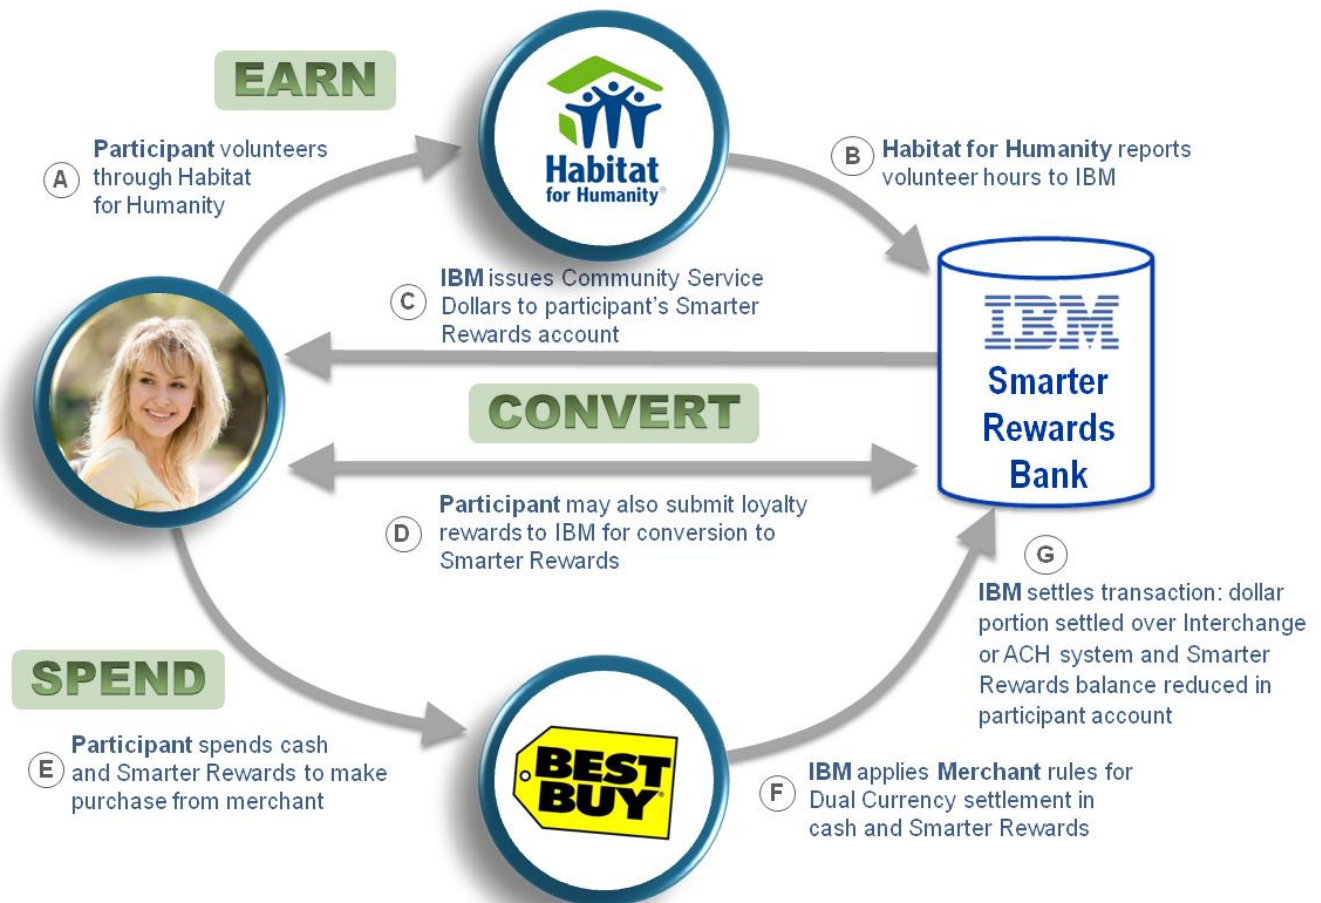 EARN
A
Participant volunteers
through Habitat
for Humanity
Habitat
for Humanity®
B
Habitat for Humanity reports
volunteer hours to IBM
C
IBM issues Community Service
Dollars to participant's Smarter
Rewards account
IBM
Smarter
Rewards
Bank
CONVERT
D
Participant may also submit loyalty
rewards to IBM for conversion to
Smarter Rewards
G
IBM settles transaction: dollar
portion settled over Interchange
or ACH system and Smarter
Rewards balance reduced in
participant account
SPEND
E
Participant spends cash
and Smarter Rewards to make
purchase from merchant
BEST
BUY®
F
IBM applies Merchant rules for
Dual Currency settlement in
cash and Smarter Rewards